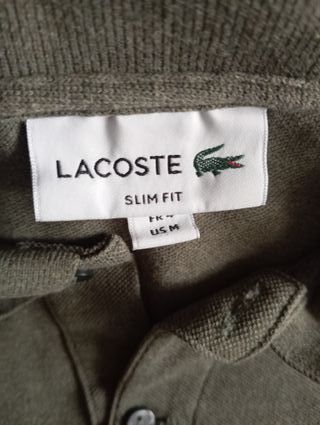 LACOSTE
SLIM FIT
FR 4
US M